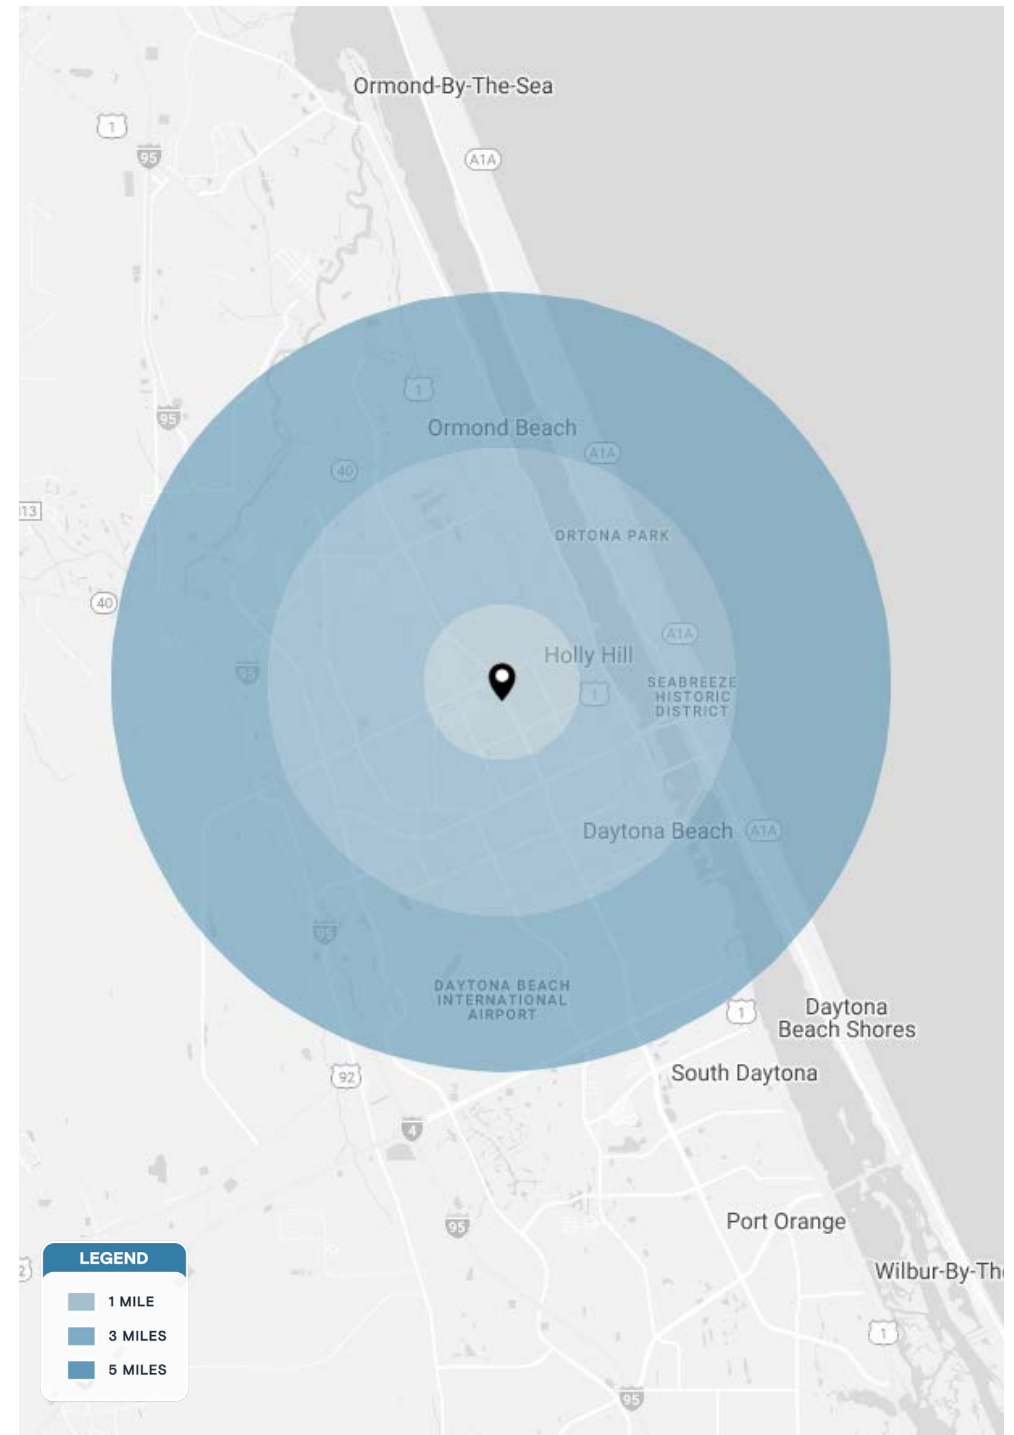 Ormond-By-The-Sea
1
95
A1A
1
95
Ormond Beach
A1A
40
13
ORTONA PARK
40
A1A
Holly Hill
95
SEABREEZE
HISTORIC
DISTRICT
1
Daytona Beach
A1A
95
DAYTONA BEACH
INTERNATIONAL
AIRPORT
1
Daytona
Beach Shores
South Daytona
92
4
Port Orange
95
Wilbur-By-Th
2
1
95
LEGEND
1 MILE
3 MILES
5 MILES